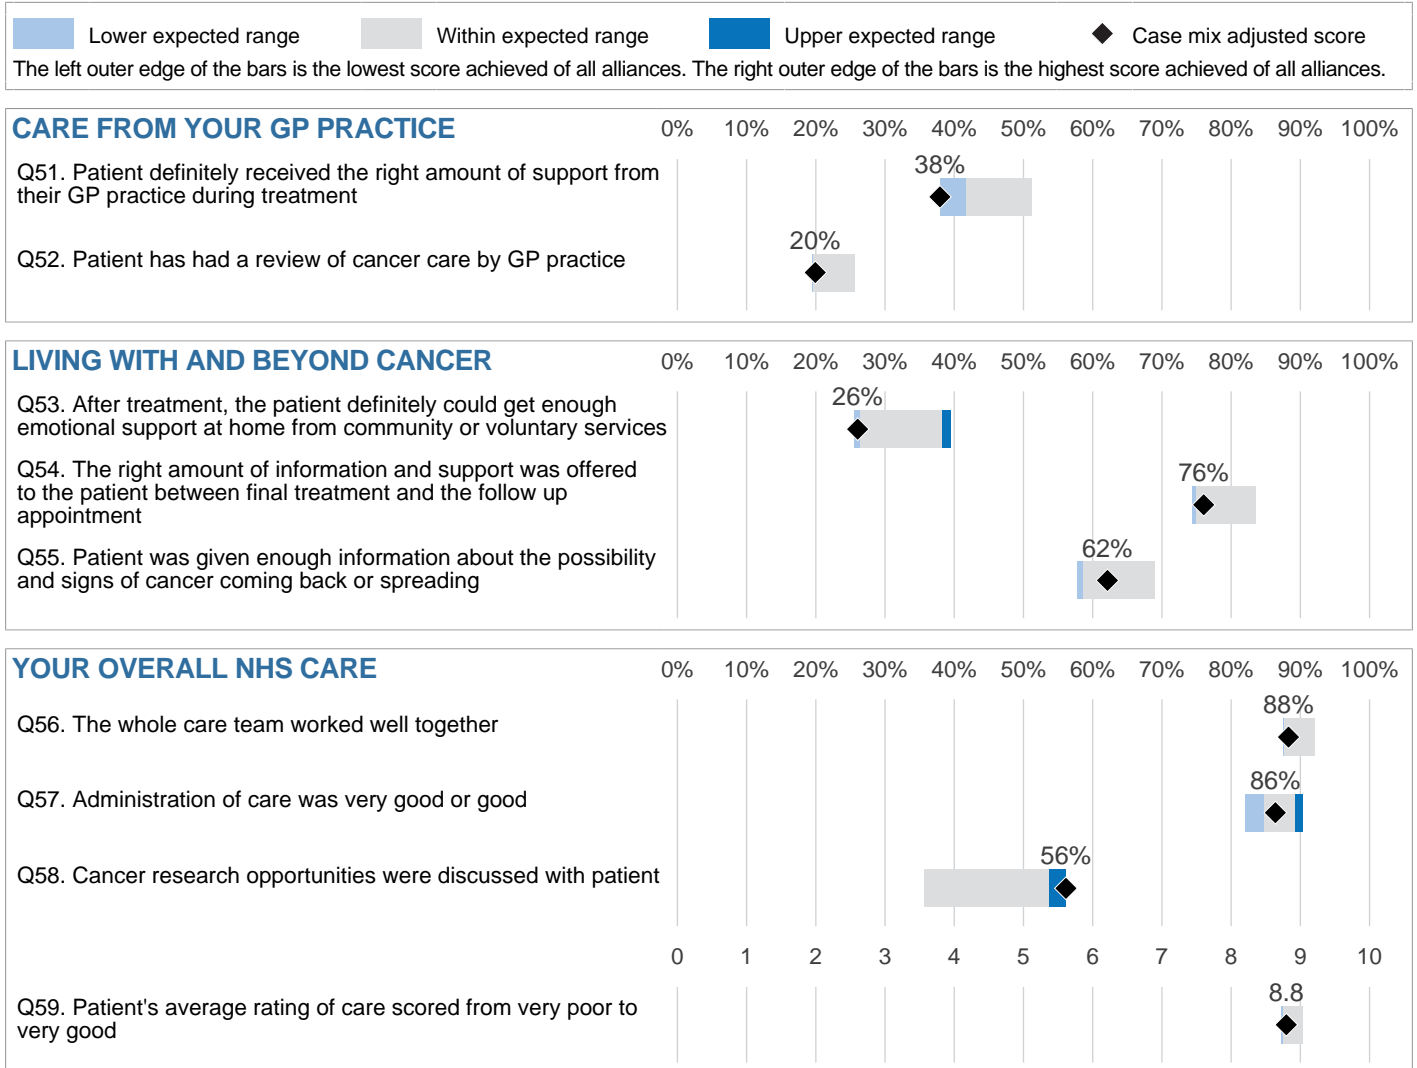 Lower expected range Within expected range Upper expected range Case mix adjusted score
The left outer edge of the bars is the lowest score achieved of all alliances. The right outer edge of the bars is the highest score achieved of all alliances.
CARE FROM YOUR GP PRACTICE 0% 10% 20% 30% 40% 50% 60% 70% 80% 90% 100%
38%
Q51. Patient definitely received the right amount of support from
their GP practice during treatment
20%
Q52. Patient has had a review of cancer care by GP practice
LIVING WITH AND BEYOND CANCER 0% 10% 20% 30% 40% 50% 60% 70% 80% 90% 100%
26%
Q53. After treatment, the patient definitely could get enough
emotional support at home from community or voluntary services
76%
Q54. The right amount of information and support was offered
to the patient between final treatment and the follow up
appointment
62%
Q55. Patient was given enough information about the possibility
and signs of cancer coming back or spreading
YOUR OVERALL NHS CARE 0% 10% 20% 30% 40% 50% 60% 70% 80% 90% 100%
88%
Q56. The whole care team worked well together
86%
Q57. Administration of care was very good or good
56%
Q58. Cancer research opportunities were discussed with patient
0 1 2 3 4 5 6 7 8 9 10
8.8
Q59. Patient's average rating of care scored from very poor to
very good